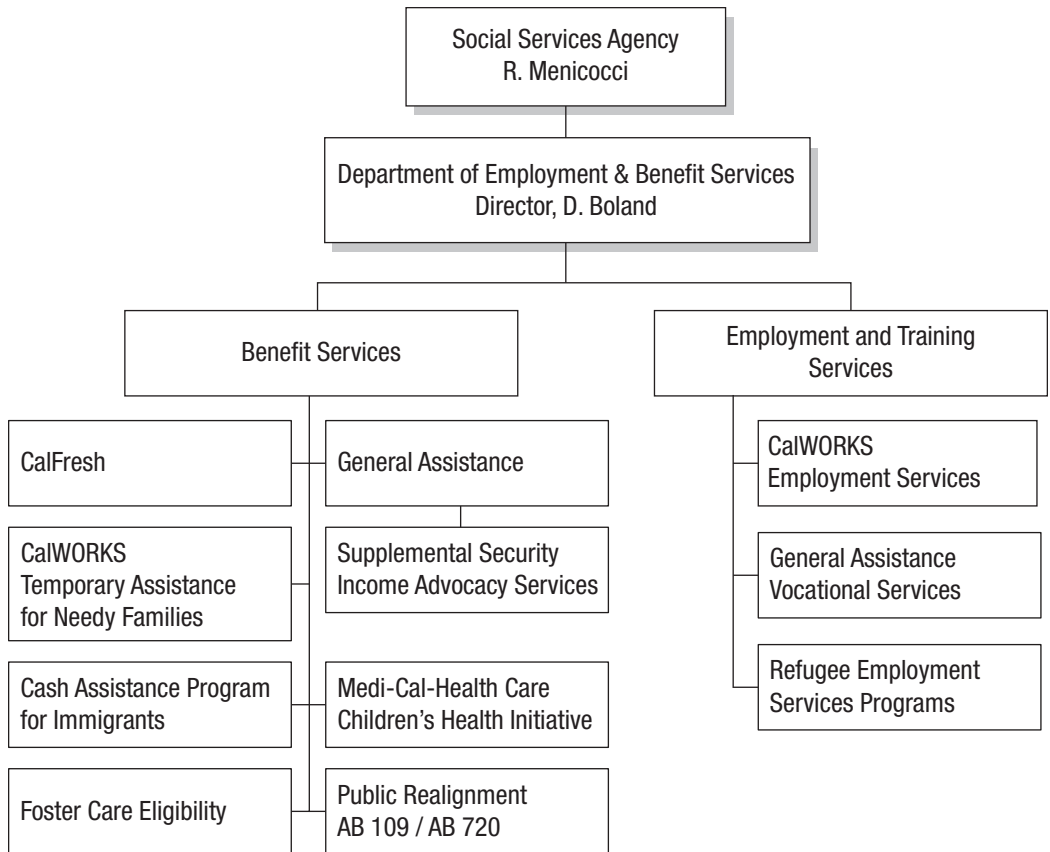 Social Services Agency
R. Menicocci
Department of Employment & Benefit Services
Director, D. Boland
Benefit Services
Employment and Training
Services
CalFresh
General Assistance
CalWORKS
Temporary Assistance
for Needy Families
Supplemental Security
Income Advocacy Services
Cash Assistance Program
for Immigrants
Medi-Cal-Health Care
Children’s Health Initiative
Foster Care Eligibility
Public Realignment
AB 109 / AB 720
CalWORKS
Employment Services
General Assistance
Vocational Services
Refugee Employment
Services Programs